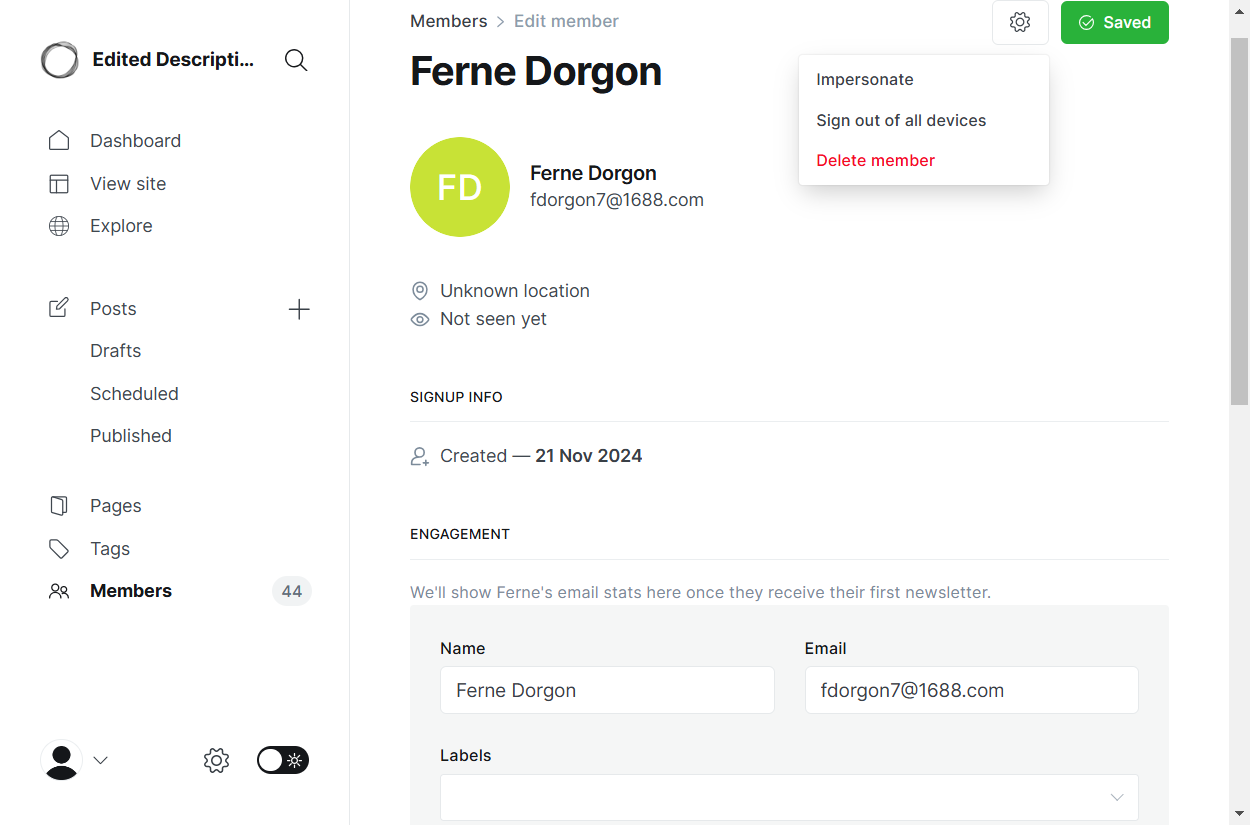 Edited Descripti...
Dashboard
View site
Explore
Posts
Drafts
Scheduled
Published
Pages
Tags
Members 44
Members > Edit member
Saved
Ferne Dorgon
Impersonate
Sign out of all devices
Delete member
FD
Ferne Dorgon
fdorgon7@1688.com
Unknown location
Not seen yet
SIGNUP INFO
Created — 21 Nov 2024
ENGAGEMENT
We'll show Ferne's email stats here once they receive their first newsletter.
Name Email
Ferne Dorgon fdorgon7@1688.com
Labels